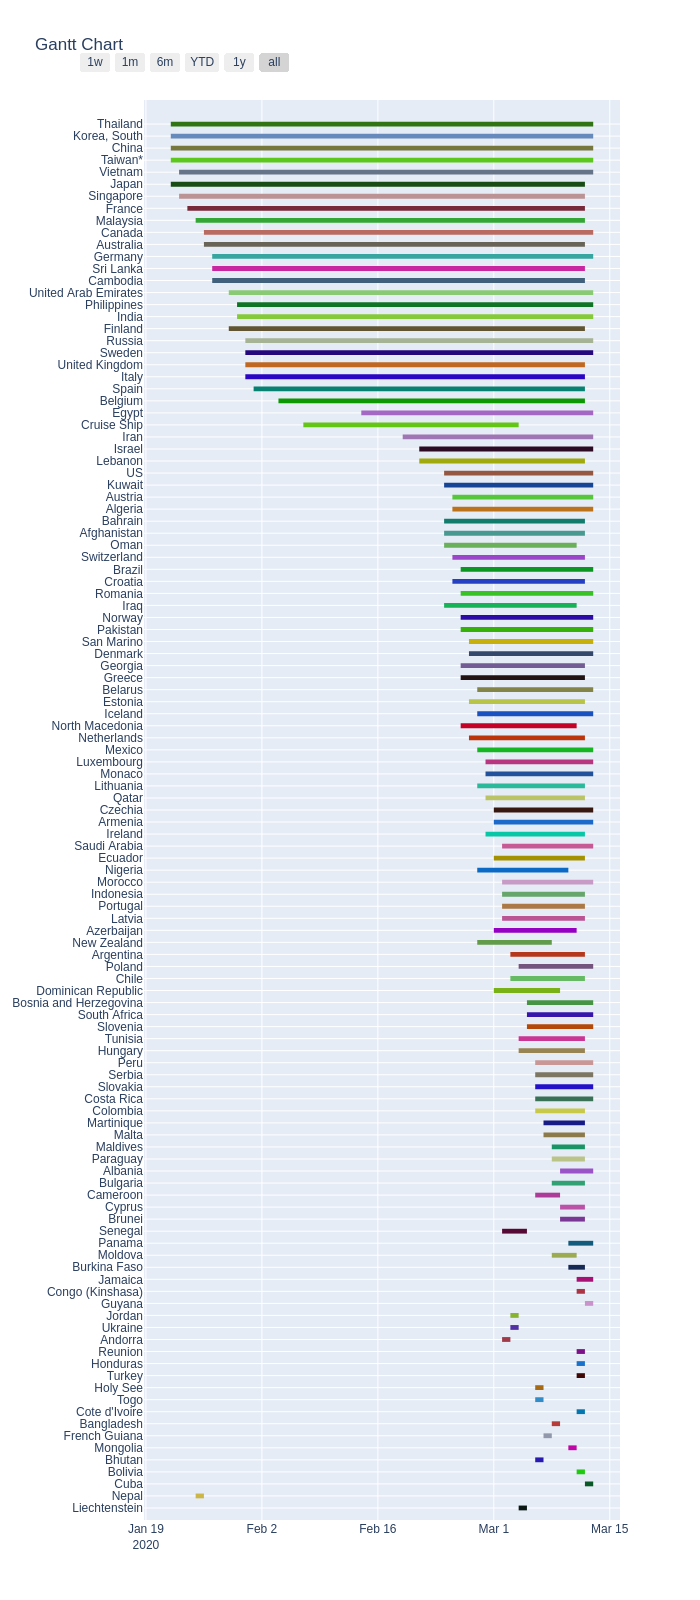 Gantt Chart
1w 1m 6m YTD 1y all
Thailand
Korea, South
China
Taiwan*
Vietnam
Japan
Singapore
France
Malaysia
Canada
Australia
Germany
Sri Lanka
Cambodia
United Arab Emirates
Philippines
India
Finland
Russia
Sweden
United Kingdom
Italy
Spain
Belgium
Egypt
Cruise Ship
Iran
Israel
Lebanon
US
Kuwait
Austria
Algeria
Bahrain
Afghanistan
Oman
Switzerland
Brazil
Croatia
Romania
Iraq
Norway
Pakistan
San Marino
Denmark
Georgia
Greece
Belarus
Estonia
Iceland
North Macedonia
Netherlands
Mexico
Luxembourg
Monaco
Lithuania
Qatar
Czechia
Armenia
Ireland
Saudi Arabia
Ecuador
Nigeria
Morocco
Indonesia
Portugal
Latvia
Azerbaijan
New Zealand
Argentina
Poland
Chile
Dominican Republic
Bosnia and Herzegovina
South Africa
Slovenia
Tunisia
Hungary
Peru
Serbia
Slovakia
Costa Rica
Colombia
Martinique
Malta
Maldives
Paraguay
Albania
Bulgaria
Cameroon
Cyprus
Brunei
Senegal
Panama
Moldova
Burkina Faso
Jamaica
Congo (Kinshasa)
Guyana
Jordan
Ukraine
Andorra
Reunion
Honduras
Turkey
Holy See
Togo
Cote d'Ivoire
Bangladesh
French Guiana
Mongolia
Bhutan
Bolivia
Cuba
Nepal
Liechtenstein
Jan 19 Feb 2 Feb 16 Mar 1 Mar 15
2020